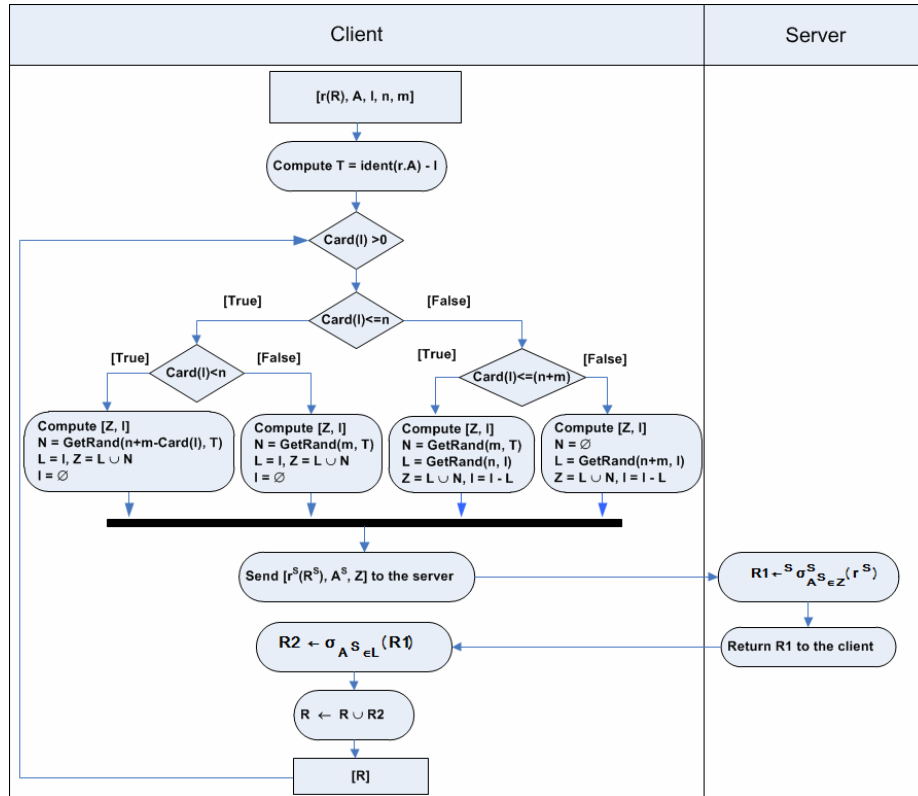 Client
Server
[r(R), A, I, n, m]
Compute T = ident(r.A) - I
Card(I) >0
[True]
[False]
Card(I)<=n
[True]
[False]
[True]
[False]
Card(I)<n
Card(I)<=(n+m)
Compute [Z, I]
N = GetRand(n+m-Card(I), T)
L = I, Z = L ∪ N
I = ∅
Compute [Z, I]
N = GetRand(m, T)
L = I, Z = L ∪ N
I = ∅
Compute [Z, I]
N = GetRand(m, T)
L = GetRand(n, I)
Z = L ∪ N, I = I - L
Compute [Z, I]
N = ∅
L = GetRand(n+m, I)
Z = L ∪ N, I = I - L
Send [r^S(R^S), A^S, Z] to the server
R1 ←^S σ^S_{A^S ∈ Z}(r^S)
R2 ← σ_{A^S ∈ L}(R1)
Return R1 to the client
R ← R ∪ R2
[R]